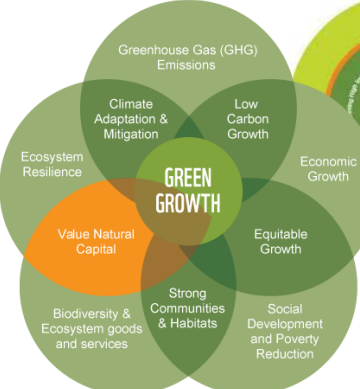 Greenhouse Gas (GHG)
Emissions
Climate
Adaptation &
Mitigation
Low
Carbon
Growth
Ecosystem
Resilience
Economic
Growth
GREEN
GROWTH
Value Natural
Capital
Equitable
Growth
Strong
Communities
& Habitats
Biodiversity &
Ecosystem goods
and services
Social
Development
and Poverty
Reduction